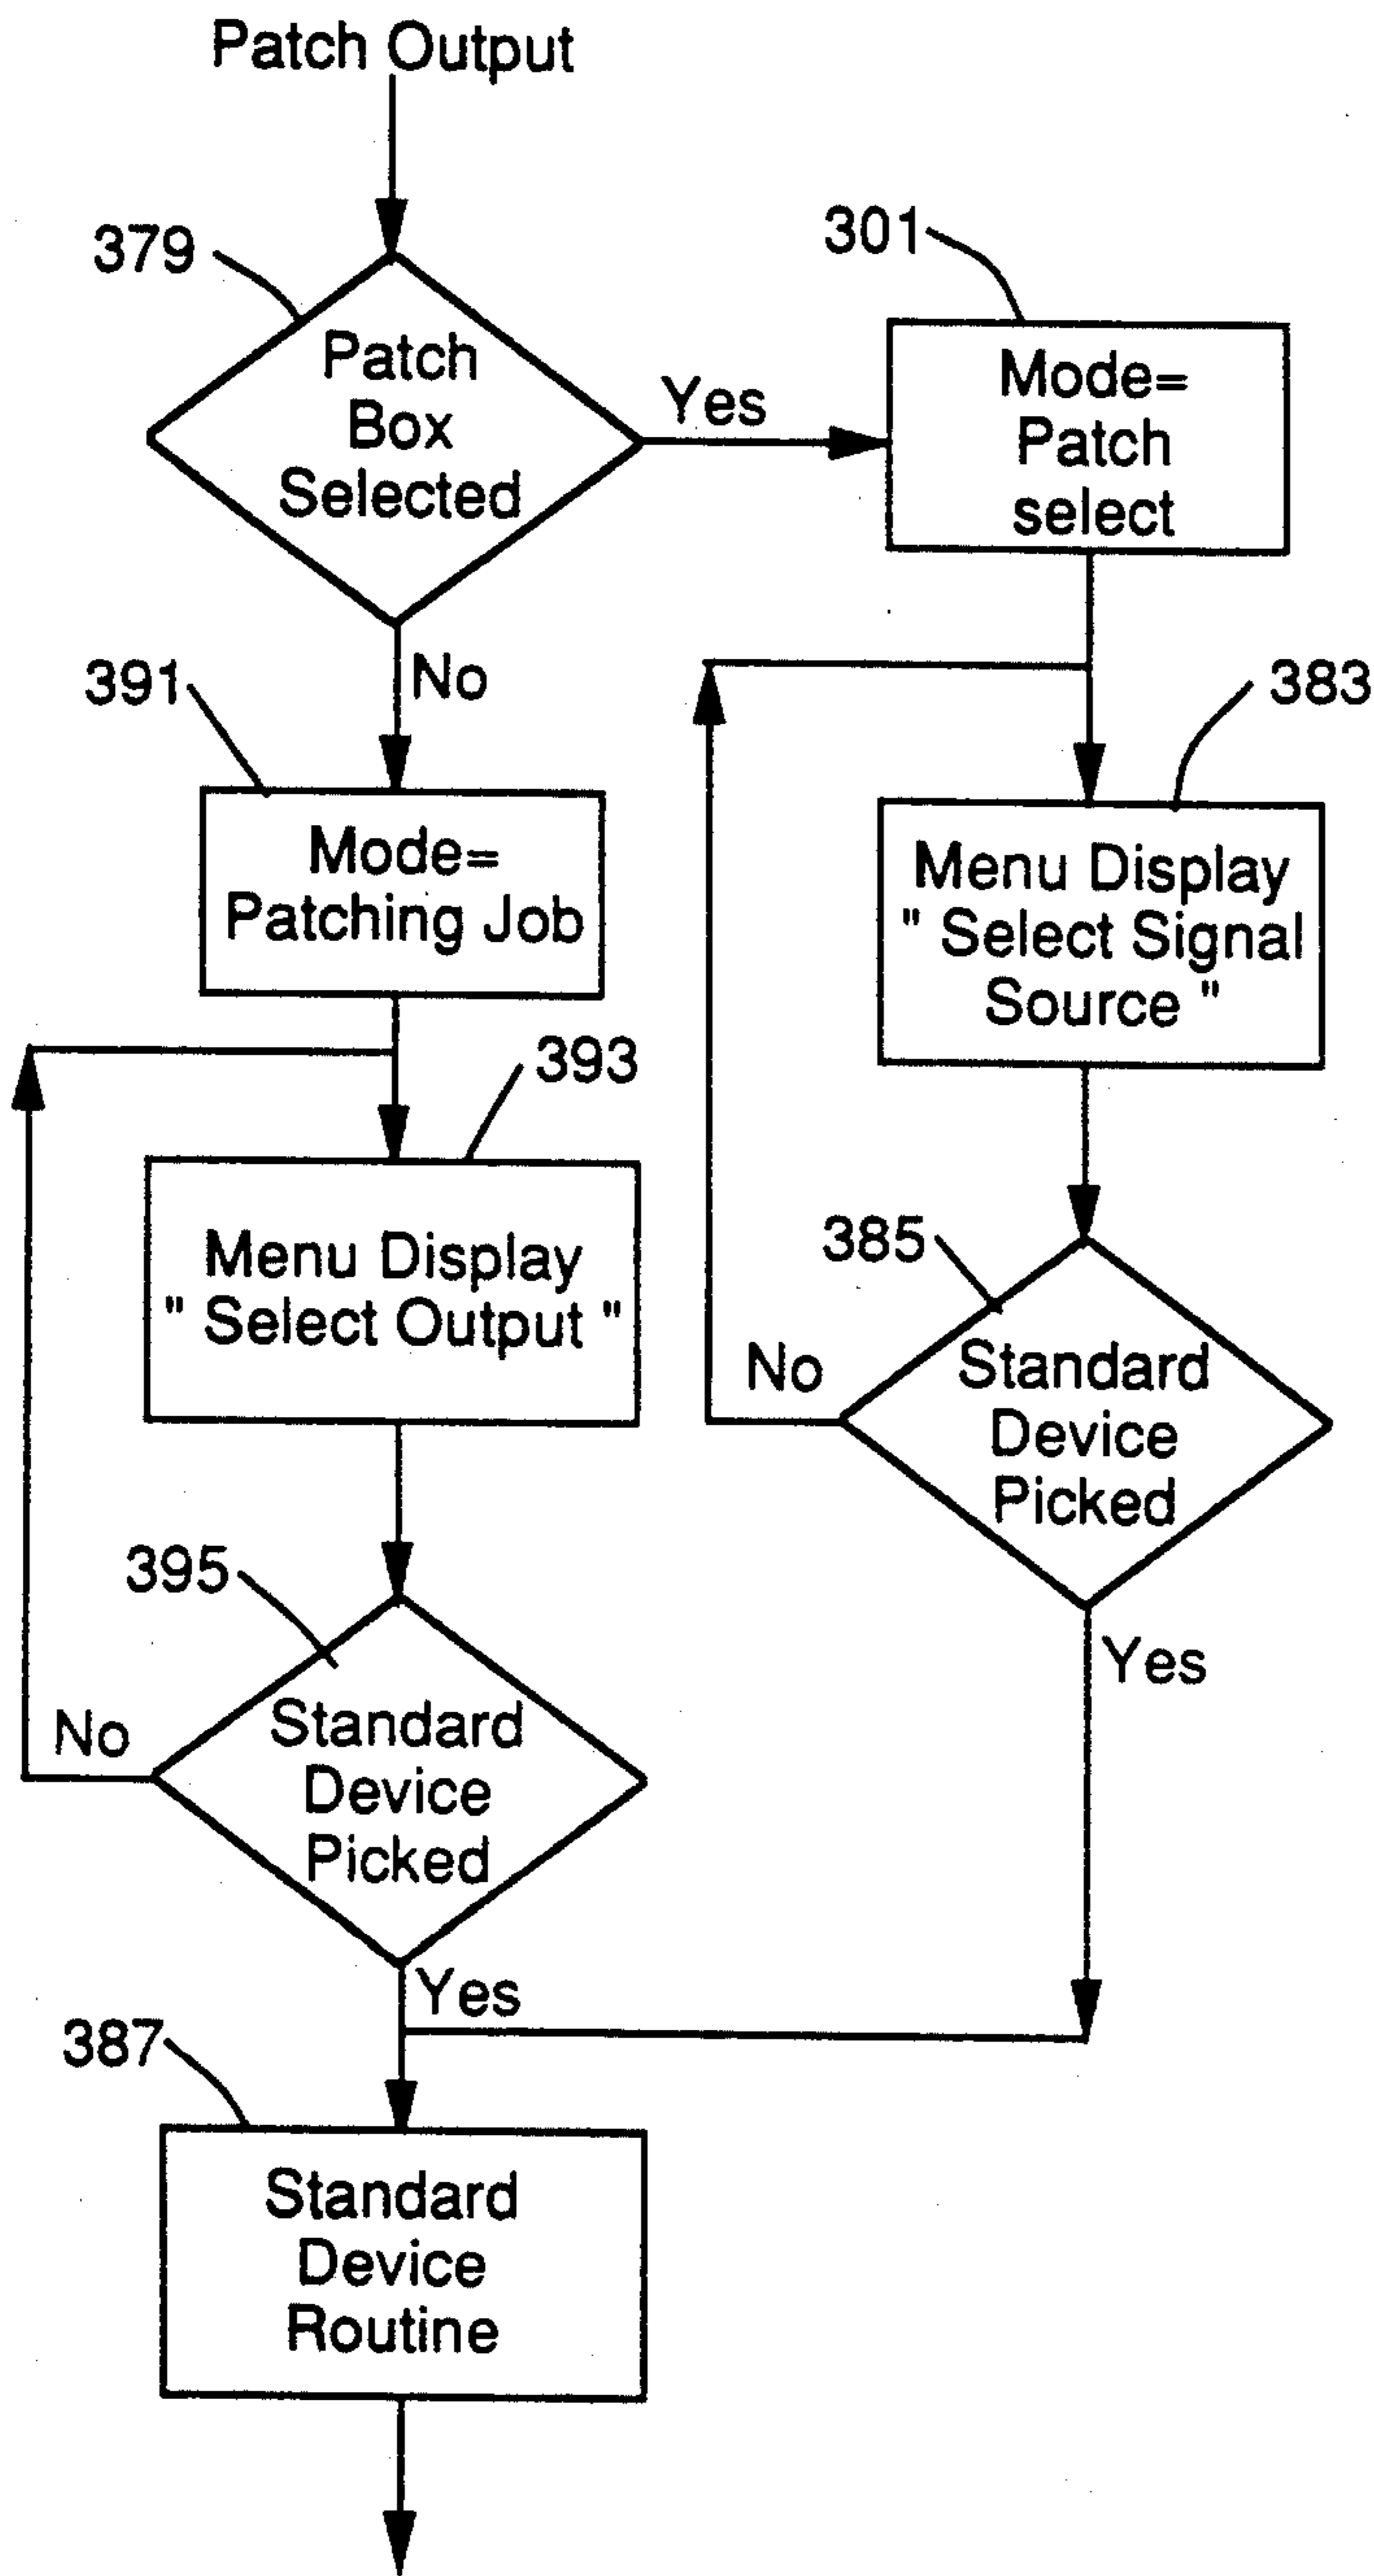 Patch Output
379
Patch
Box
Selected
Yes
301
Mode=
Patch
select
No
391
Mode=
Patching Job
383
Menu Display
" Select Signal
Source "
393
Menu Display
" Select Output "
385
Standard
Device
Picked
No
Yes
395
Standard
Device
Picked
No
Yes
387
Standard
Device
Routine